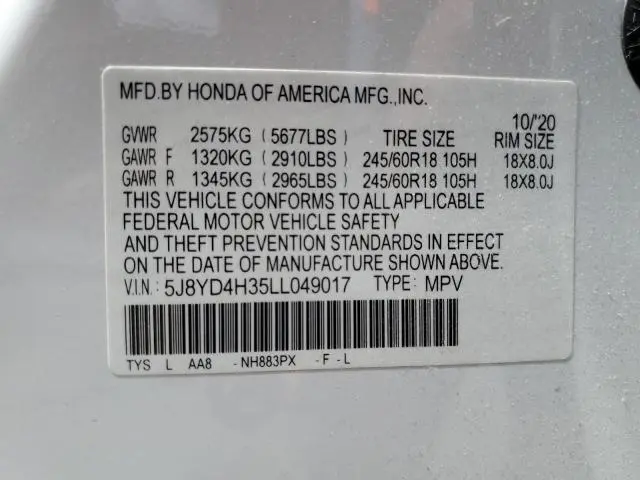 MFD.BY HONDA OF AMERICA MFG.,INC.
10/'20
GVWR 2575KG (5677LBS) TIRE SIZE RIM SIZE
GAWR F 1320KG (2910LBS) 245/60R18 105H 18X8.0J
GAWR R 1345KG (2965LBS) 245/60R18 105H 18X8.0J
THIS VEHICLE CONFORMS TO ALL APPLICABLE
FEDERAL MOTOR VEHICLE SAFETY
AND THEFT PREVENTION STANDARDS IN EFFECT
ON THE DATE OF MANUFACTURE SHOWN ABOVE.
V.I.N.: 5J8YD4H35LL049017 TYPE: MPV
TYS L AA8 -NH883PX -F -L